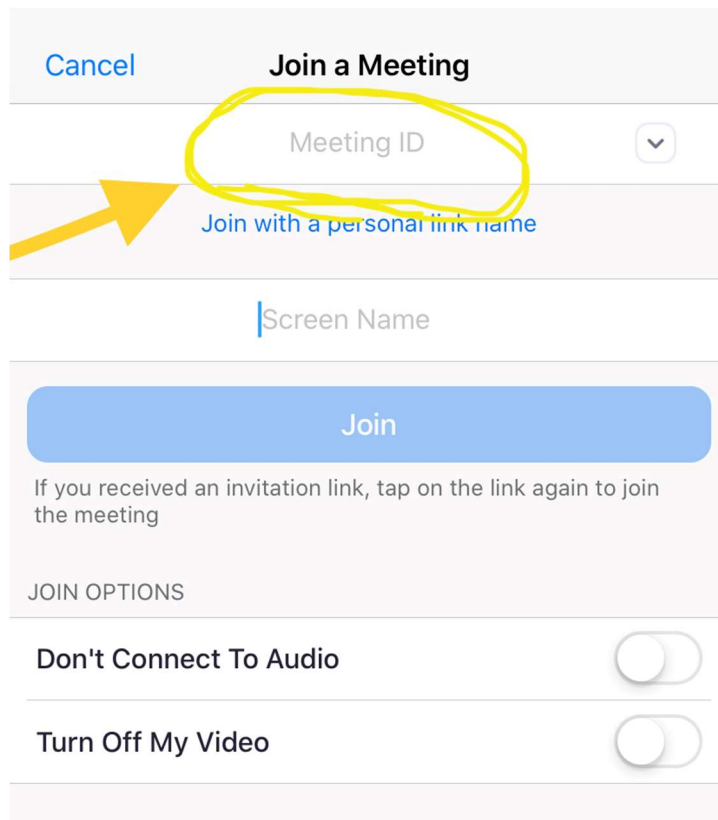 Cancel
Join a Meeting
Meeting ID
Join with a personal link name
Screen Name
Join
If you received an invitation link, tap on the link again to join
the meeting
JOIN OPTIONS
Don't Connect To Audio
Turn Off My Video